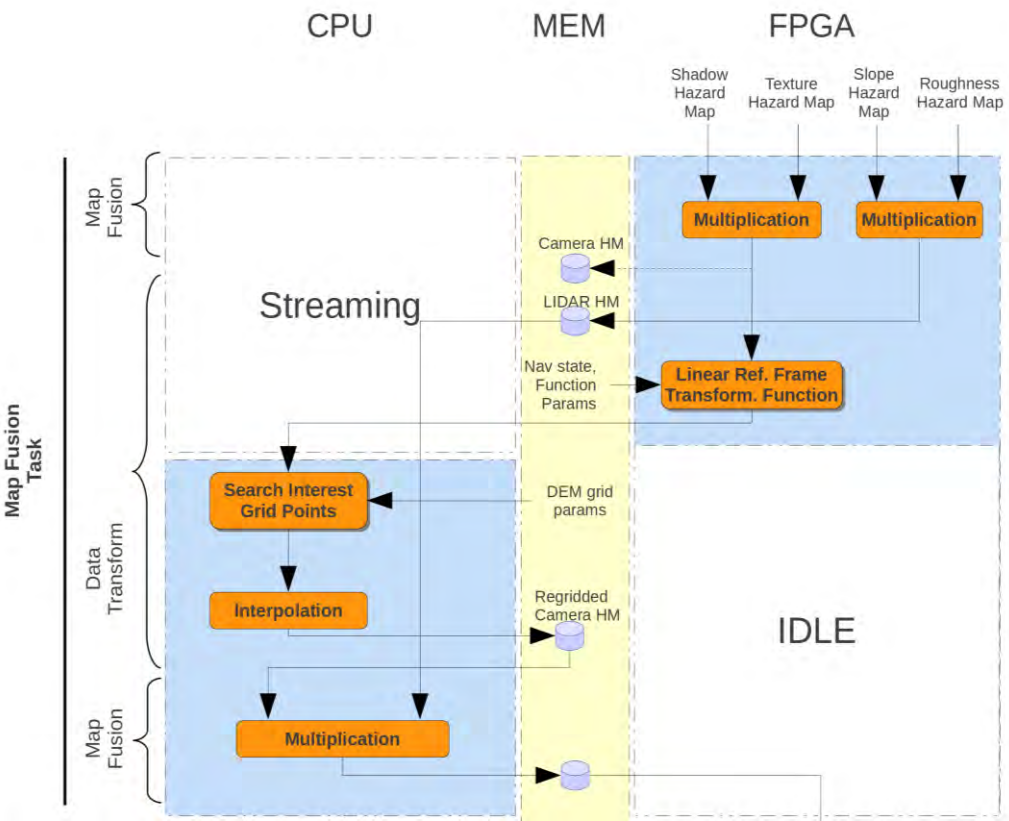 CPU
MEM
FPGA
Shadow
Hazard
Map
Texture
Hazard Map
Slope
Hazard
Map
Roughness
Hazard Map
Map
Fusion
Multiplication
Multiplication
Camera HM
Streaming
LIDAR HM
Nav state,
Function
Params
Linear Ref. Frame
Transform. Function
Map Fusion
Task
Data
Transform
Search Interest
Grid Points
DEM grid
params
Interpolation
Regridded
Camera HM
IDLE
Map
Fusion
Multiplication